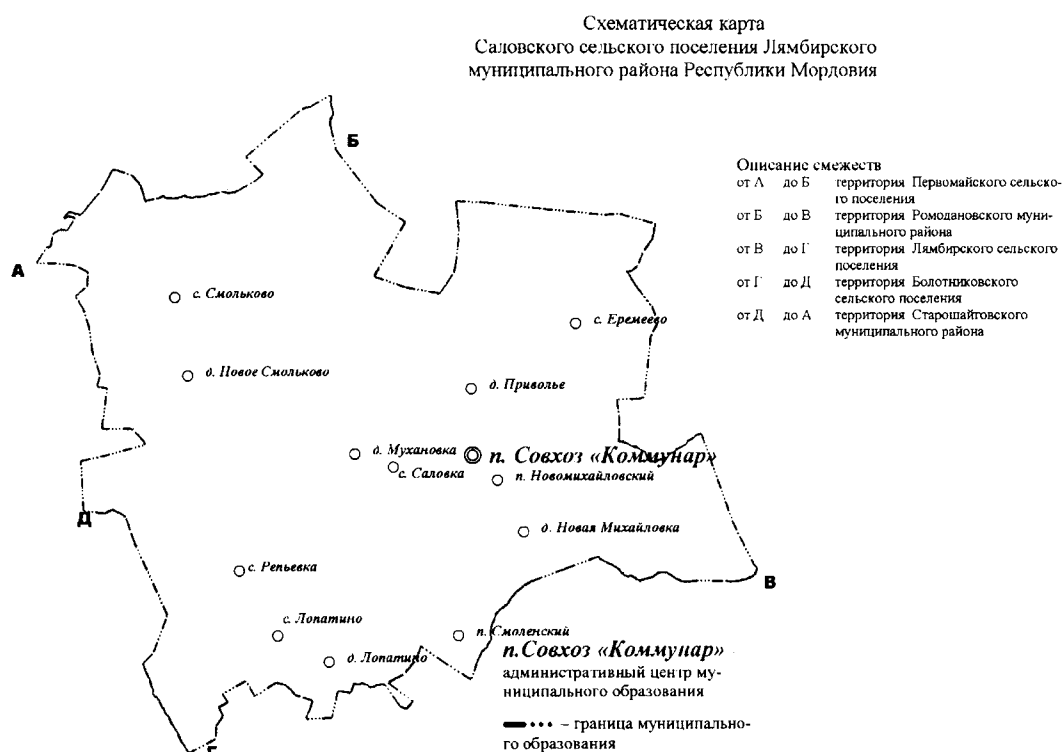 Схематическая карта
Саловского сельского поселения Лямбирского
муниципального района Республики Мордовия
Б
Описание смежеств
от А до Б территория Первомайского сельско-
го поселения
от Б до В территория Ромодановского муни-
ципального района
от В до Г территория Лямбирского сельского
поселения
от Г до Д территория Болотниковского
сельского поселения
от Д до А территория Старошайговского
муниципального района
А
с. Смольково
с. Еремеево
д. Новое Смольково
д. Приволье
д. Мухановка
п. Совхоз «Коммунар»
с. Саловка
п. Новомихайловский
Д
д. Новая Михайловка
с. Репьевка
В
с. Лопатино
п. Смоленский
д. Лопатино
п.Совхоз «Коммунар»
административный центр му-
ниципального образования
– граница муниципально-
го образования
Г